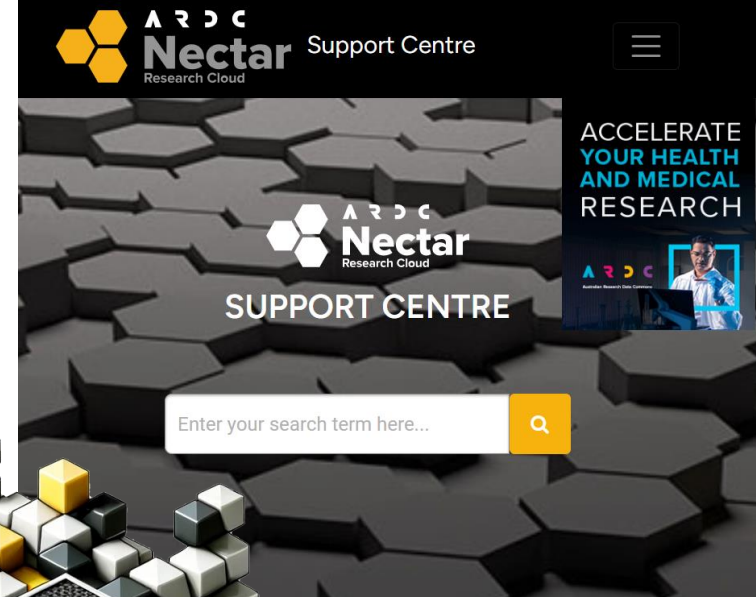 ARDC
Nectar
Research Cloud
Support Centre
ACCELERATE
YOUR HEALTH
AND MEDICAL
RESEARCH
ARDC
Australian Research Data Commons
ARDC
Nectar
Research Cloud
SUPPORT CENTRE
Enter your search term here...